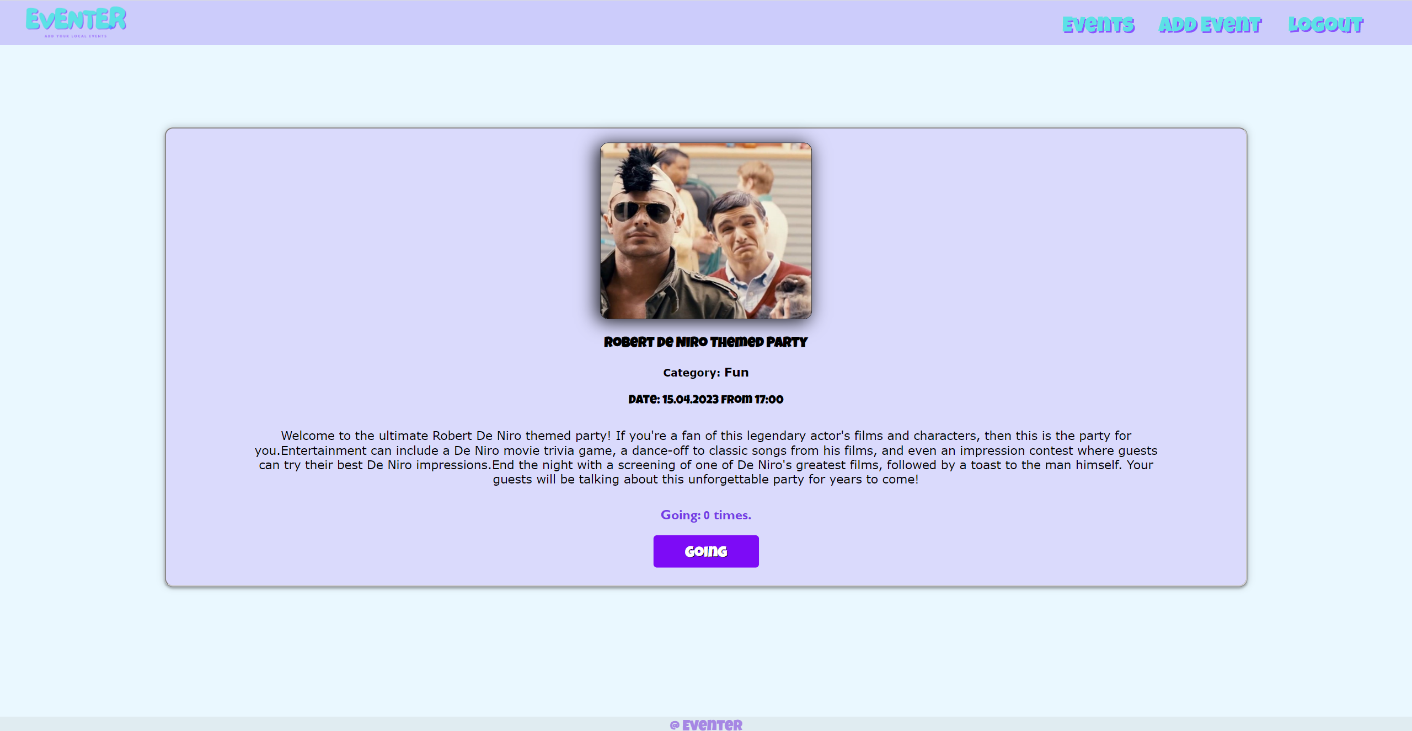 EVENTER
ADD YOUR LOCAL EVENTS
Events
Add Event
Logout
Robert De Niro Themed Party
Category: Fun
Date: 15.04.2023 From 17:00
Welcome to the ultimate Robert De Niro themed party! If you're a fan of this legendary actor's films and characters, then this is the party for
you.Entertainment can include a De Niro movie trivia game, a dance-off to classic songs from his films, and even an impression contest where guests
can try their best De Niro impressions.End the night with a screening of one of De Niro's greatest films, followed by a toast to the man himself. Your
guests will be talking about this unforgettable party for years to come!
Going: 0 times.
Going
@ Eventer